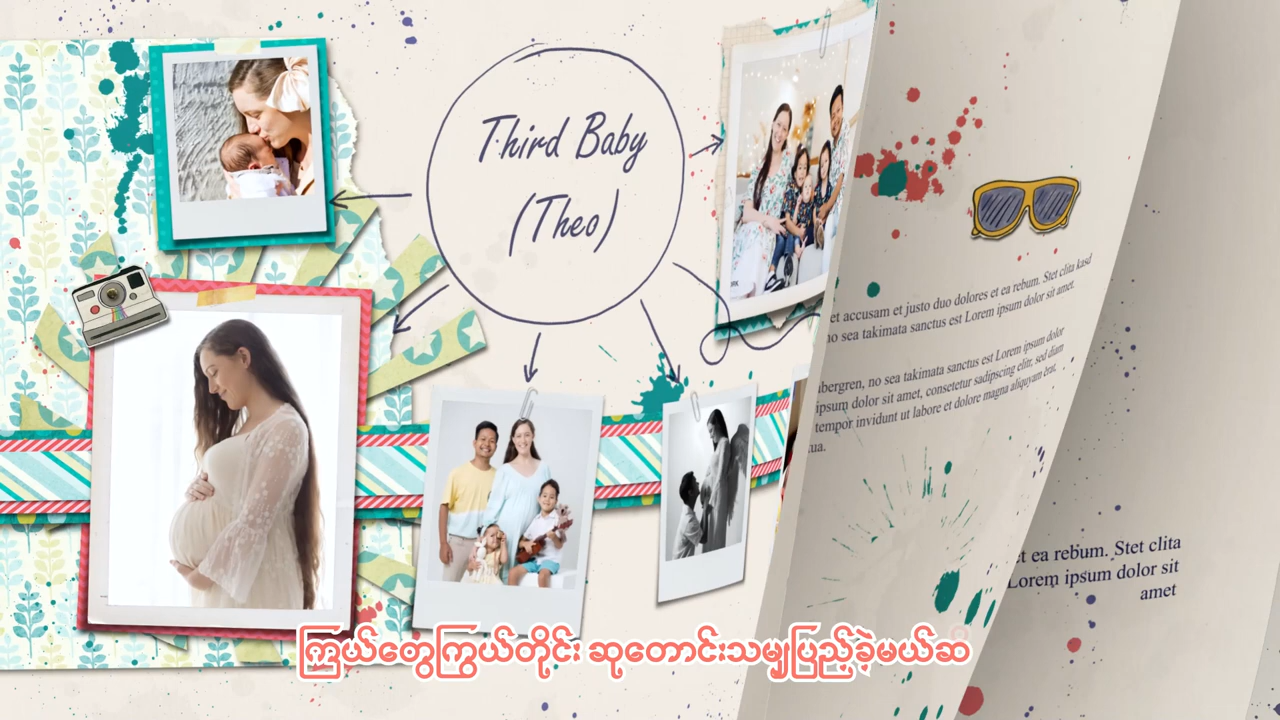 Third Baby
(Theo)
et accusam et justo duo dolores et ea rebum. Stet clita kasd
no sea takimata sanctus est Lorem ipsum dolor sit amet.
bergren, no sea takimata sanctus est Lorem ipsum dolor
ipsum dolor sit amet, consetetur sadipscing elitr, sed diam
tempor invidunt ut labore et dolore magna aliquyam erat,
ua.
et ea rebum. Stet clita
Lorem ipsum dolor sit
amet
ကြယ်တွေကြွယ်တိုင်း ဆုတောင်းသမျှပြည့်ခဲ့မယ်ဆ